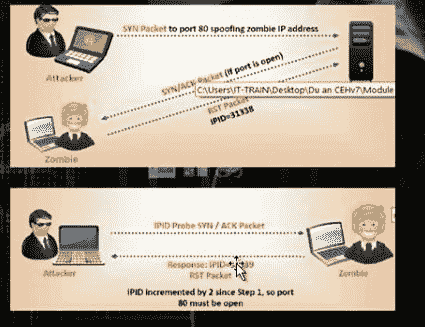 SYN Packet to port 80 spoofing zombie IP address
Attacker
SYN/ACK Packet (If port is open)
C:\Users\IT-TRAIN\Desktop\Du an CEHv7\Module
RST Packet
IPID=31338
Zombie
IPID Probe SYN / ACK Packet
Attacker
Response: IPID=
Zombie
RST Packet
IPID incremented by 2 since Step 1, so port
80 must be open